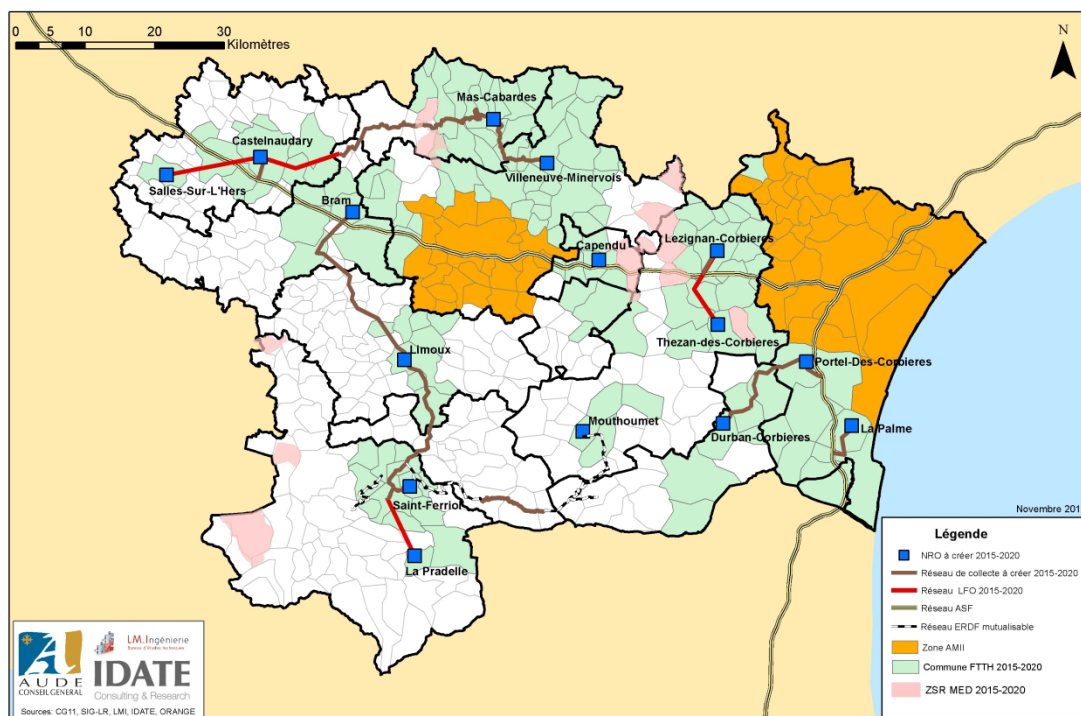 0 10 20 30
Kilomètres
N
Mas-Cabardes
Castelnaudary
Salles-Sur-L'Hers
Villeneuve-Minervois
Bram
Lezignan-Corbieres
Capendu
Thezan-des-Corbieres
Limoux
Portel-Des-Corbieres
Mouthoumet
Durban-Corbieres
La Palme
Saint-Ferriol
La Pradelle
Novembre 201
Légende
NRO à créer 2015-2020
Réseau de collecte à créer 2015-2020
Réseau LFO 2015-2020
Réseau ASF
Réseau ERDF mutualisable
Zone AMII
Commune FTTH 2015-2020
ZSR MED 2015-2020
AUDE
CONSEIL GENERAL
LM.Ingénierie
Bureau d'études techniques
IDATE
Consulting & Research
Sources: CG11, SIG-LR, LMI, IDATE, ORANGE